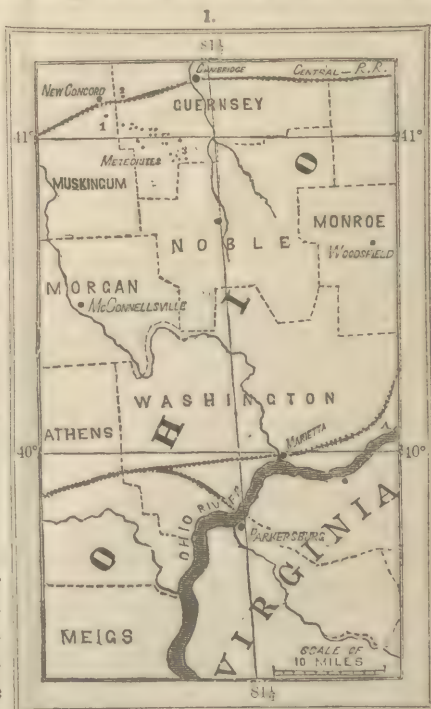 1.
81½
CAMBRIDGE
CENTRAL – R. R.
NEW CONCORD
2
GUERNSEY
1
41°
41°
METEORITES
3
O
MUSKINGUM
MONROE
NOBLE
WOODSFIELD
MORGAN
I
McCONNELLSVILLE
WASHINGTON
H
ATHENS
MARIETTA
40°
40°
OHIO RIVER
VIRGINIA
PARKERSBURG
O
MEIGS
SCALE OF
10 MILES
81½